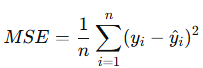 MSE = \frac{1}{n} \sum_{i=1}^{n} (y_i - \hat{y}_i)^2